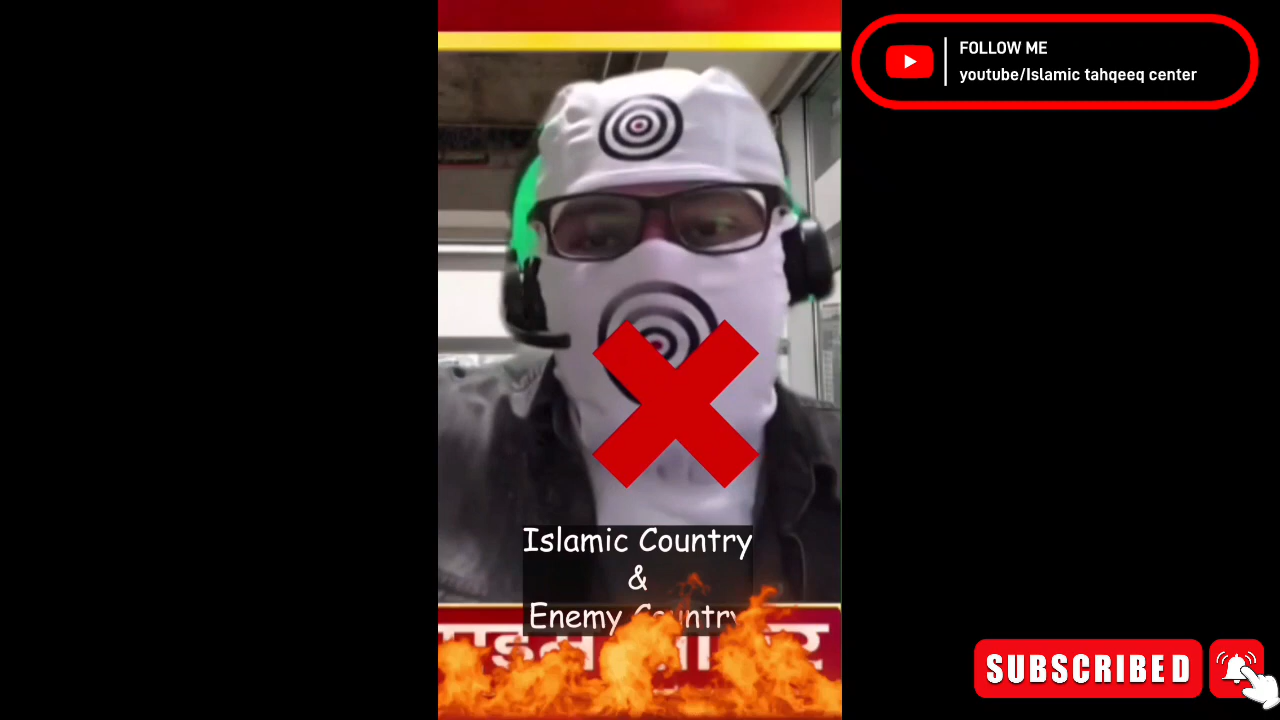 FOLLOW ME
youtube/Islamic tahqeeq center
Islamic Country
&
Enemy Country
SUBSCRIBED